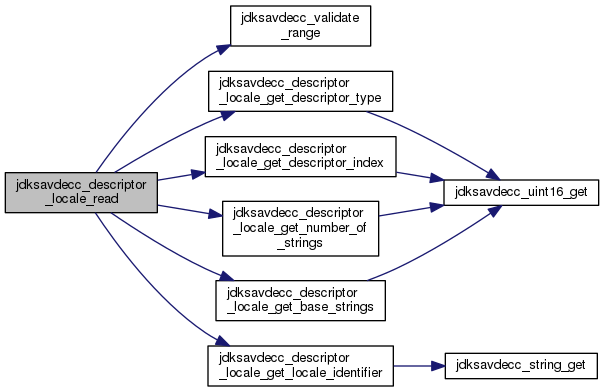 jdksavdecc_validate
_range
jdksavdecc_descriptor
_locale_get_descriptor_type
jdksavdecc_descriptor
_locale_get_descriptor_index
jdksavdecc_descriptor
_locale_read
jdksavdecc_uint16_get
jdksavdecc_descriptor
_locale_get_number_of
_strings
jdksavdecc_descriptor
_locale_get_base_strings
jdksavdecc_descriptor
_locale_get_locale_identifier
jdksavdecc_string_get